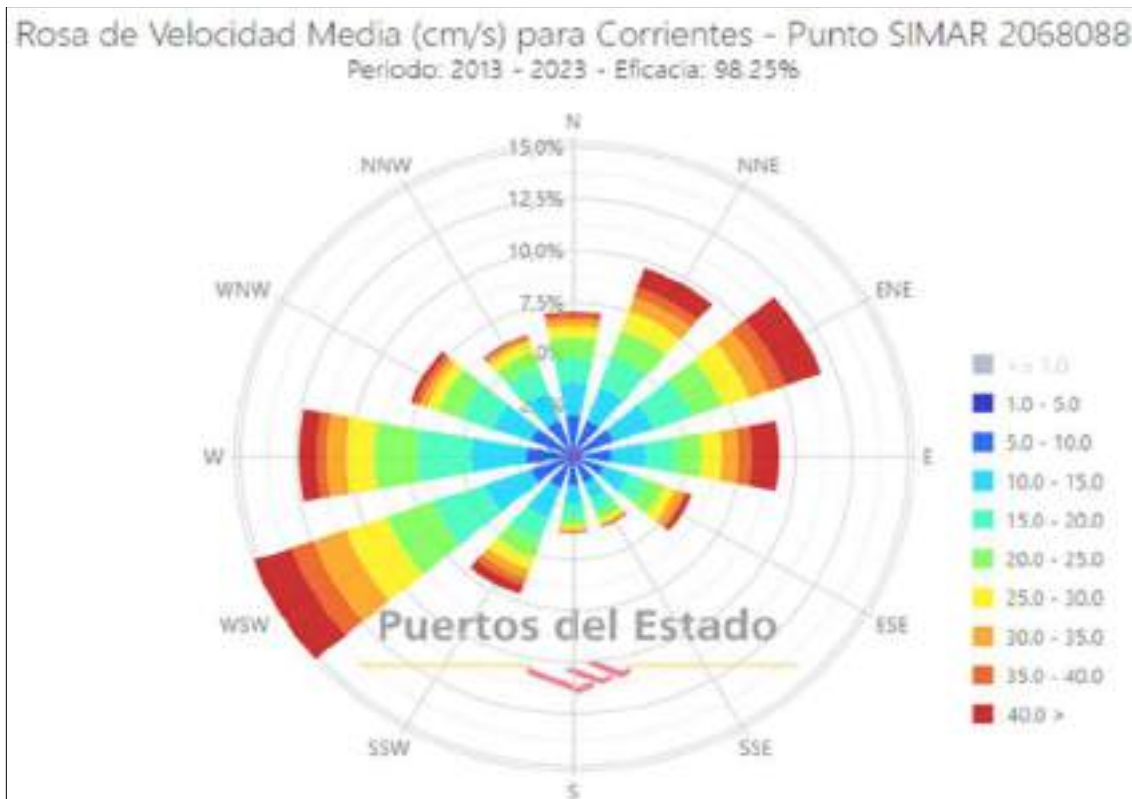 Rosa de Velocidad Media (cm/s) para Corrientes - Punto SIMAR 2068088
Periodo: 2013 - 2023 - Eficacia: 98.25%
N
15,0%
NNW
NNE
12,5%
10,0%
WNW
ENE
7,5%
W
E
WSW
ESE
Puertos del Estado
SSW
SSE
S
1.0 - 5.0
5.0 - 10.0
10.0 - 15.0
15.0 - 20.0
20.0 - 25.0
25.0 - 30.0
30.0 - 35.0
35.0 - 40.0
40.0 >